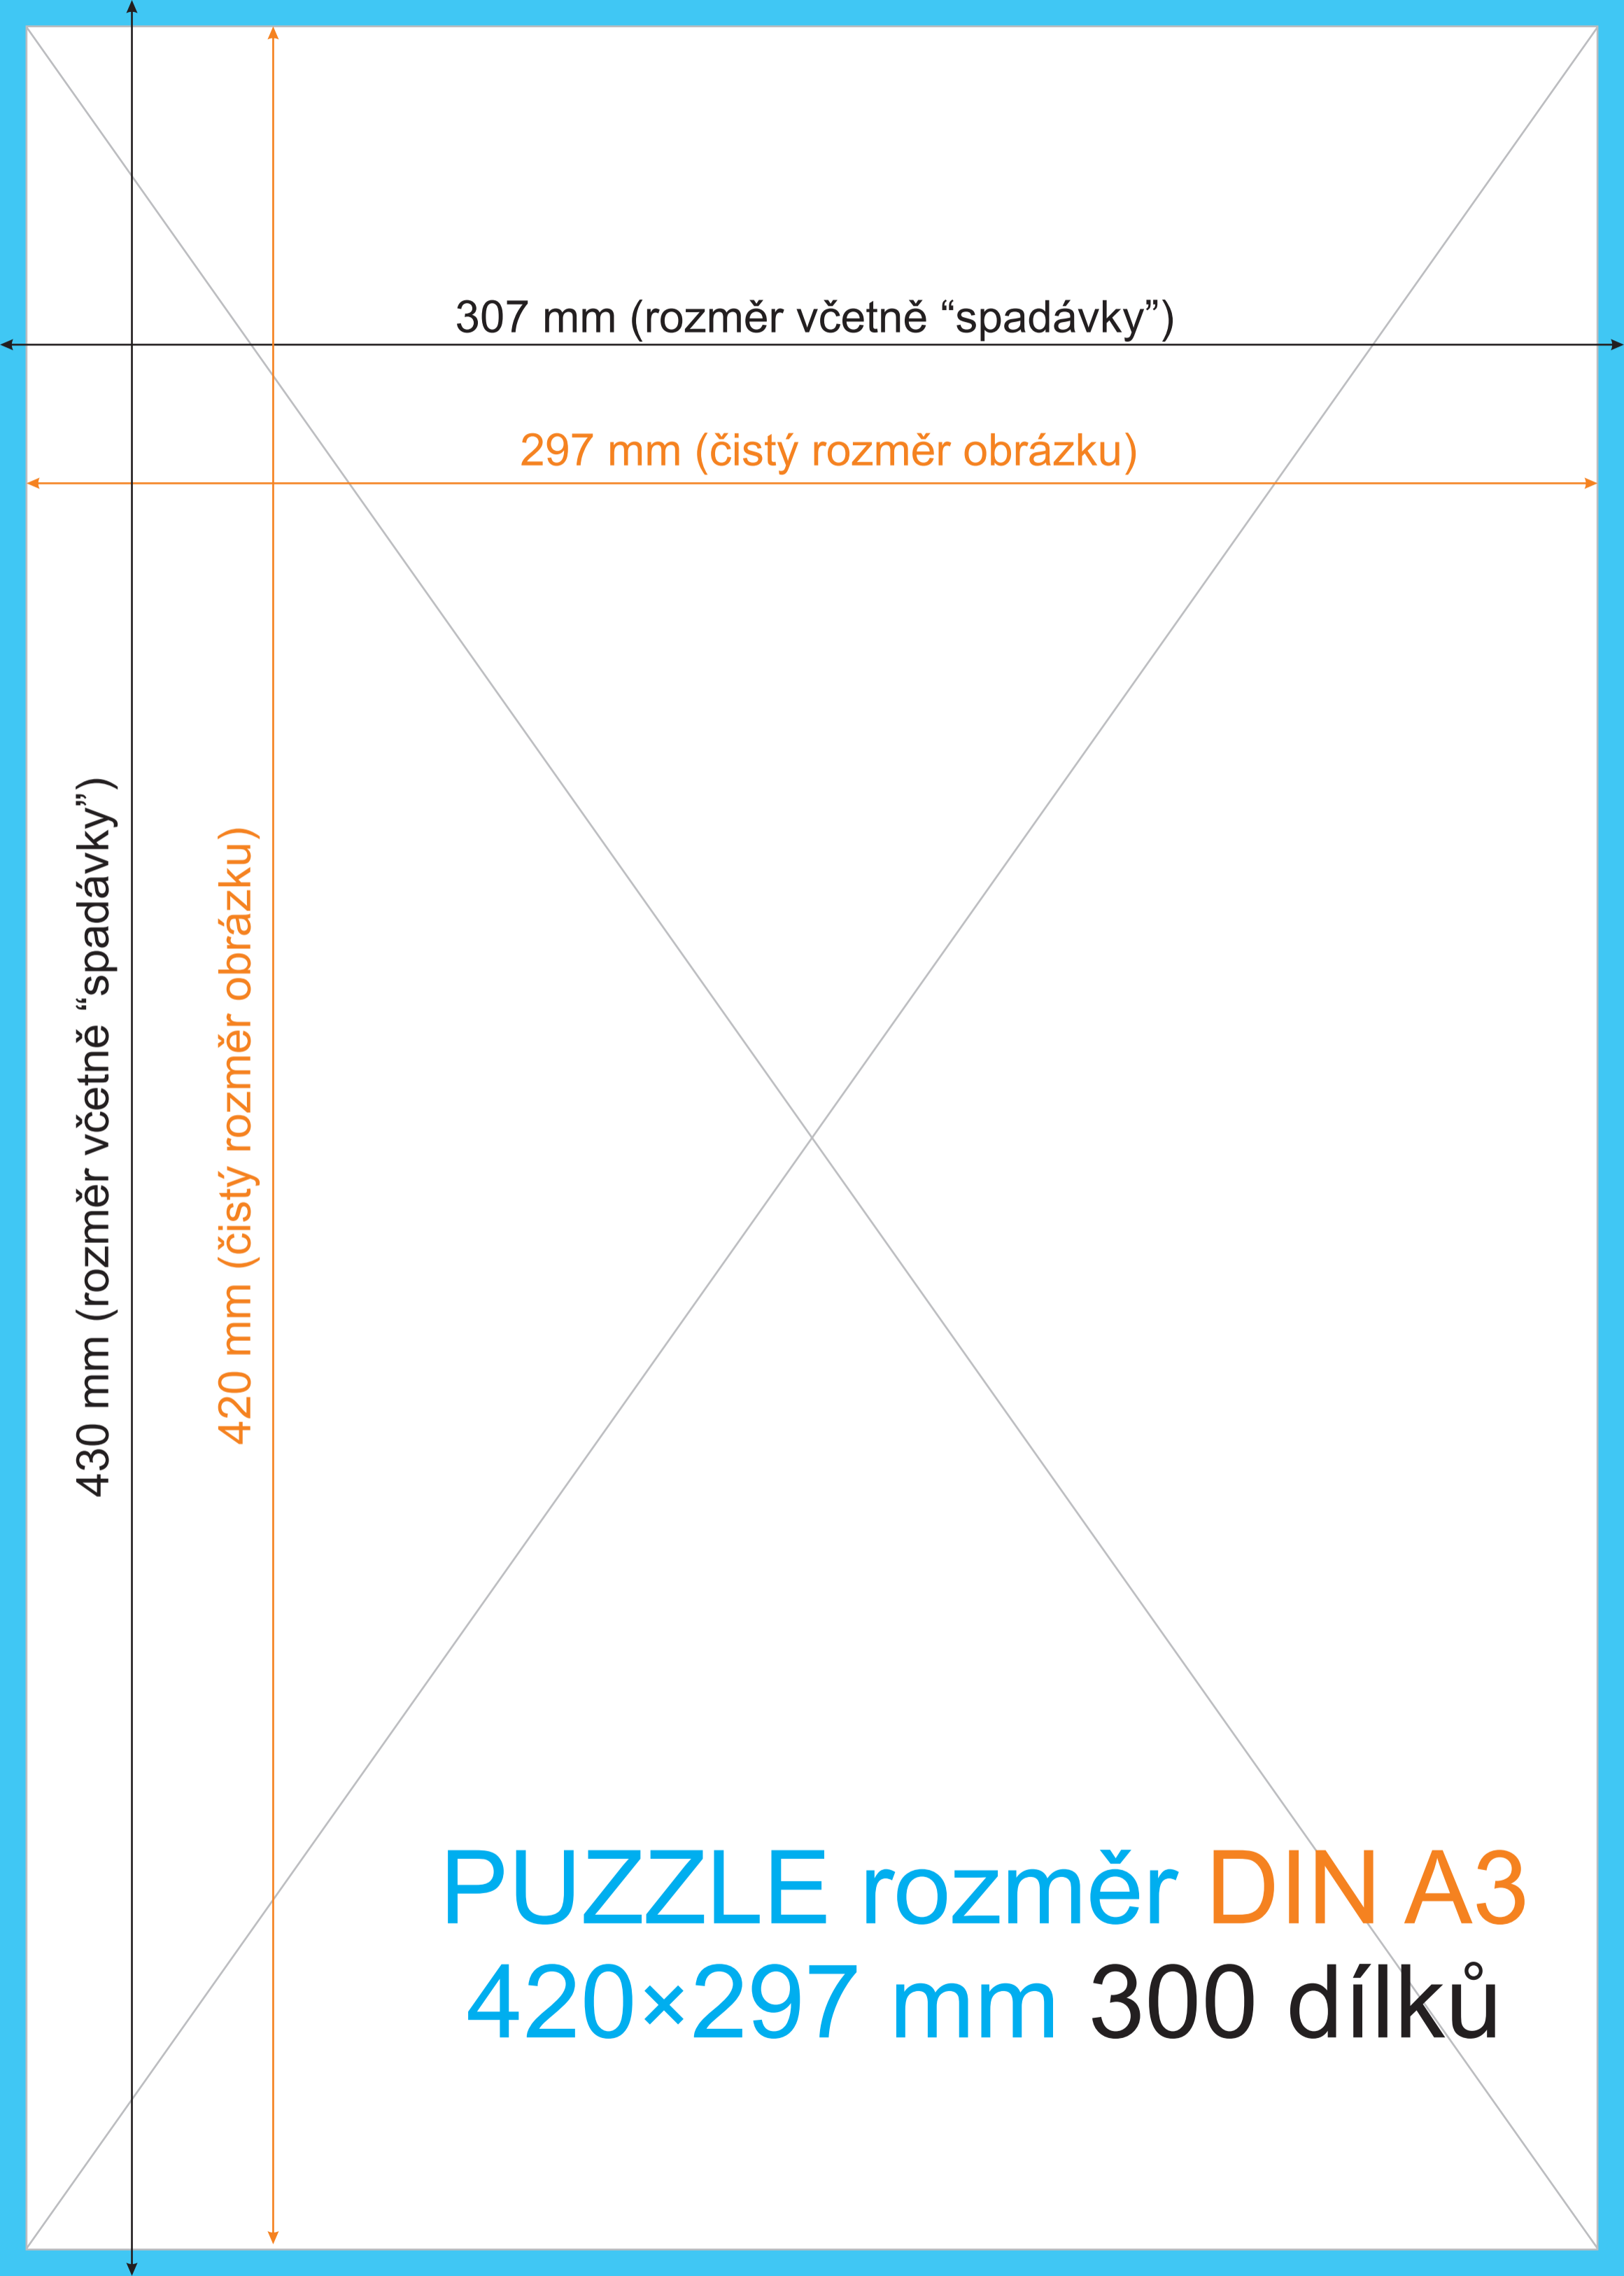 307 mm (rozměr včetně “spadávky”)
297 mm (čistý rozměr obrázku)
430 mm (rozměr včetně “spadávky”)
420 mm (čistý rozměr obrázku)
PUZZLE rozměr DIN A3
420×297 mm 300 dílků